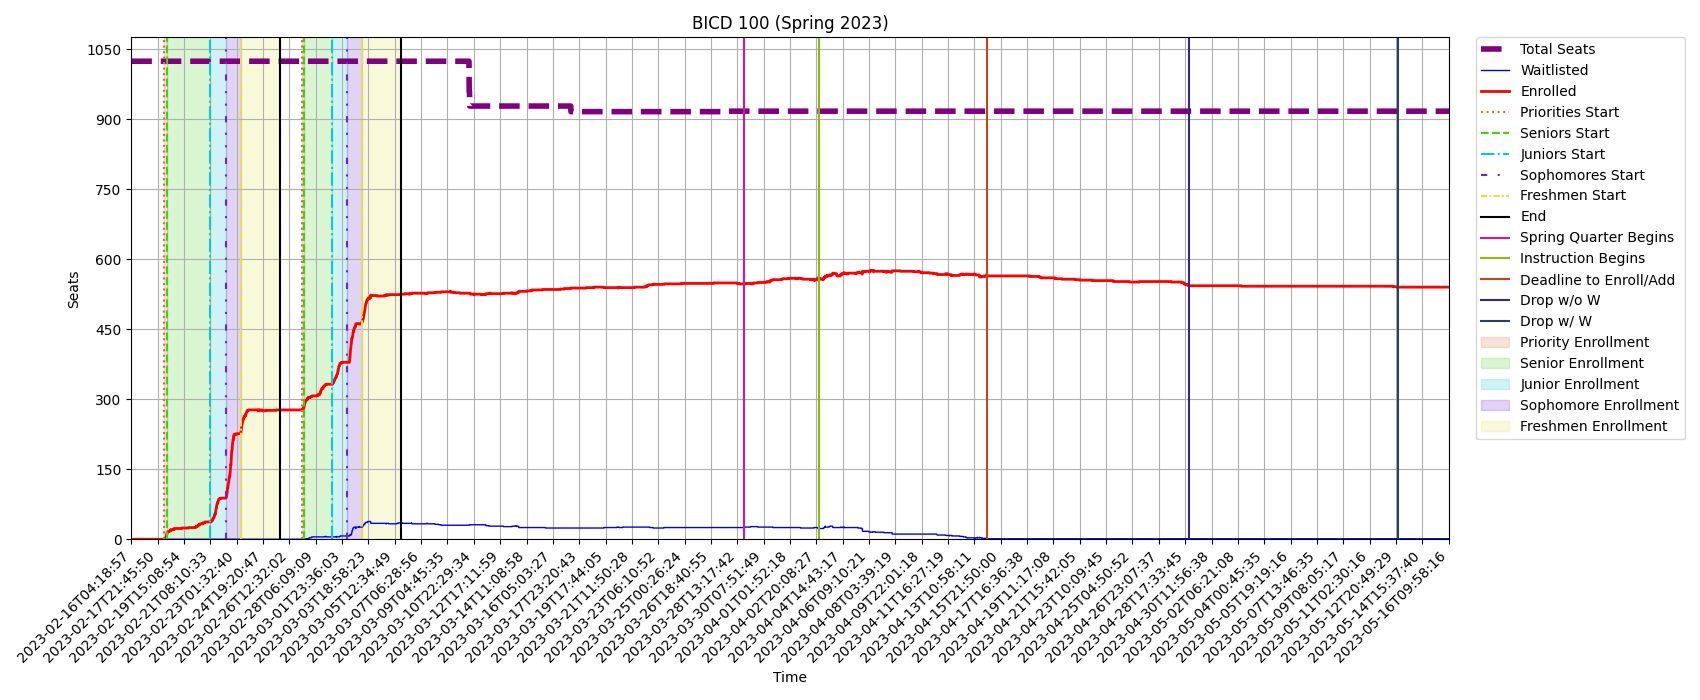 BICD 100 (Spring 2023)
1050
900
750
600
450
300
150
0
Seats
2023-02-16T04:18:57
2023-02-17T21:45:50
2023-02-19T15:08:54
2023-02-21T08:10:33
2023-02-23T01:32:40
2023-02-24T19:20:47
2023-02-26T12:32:02
2023-02-28T06:09:09
2023-03-01T23:36:03
2023-03-03T18:58:23
2023-03-05T12:34:49
2023-03-07T06:28:56
2023-03-09T04:45:35
2023-03-10T22:29:34
2023-03-12T17:11:59
2023-03-14T11:08:58
2023-03-16T05:03:27
2023-03-17T23:20:43
2023-03-19T17:44:05
2023-03-21T11:50:28
2023-03-23T06:10:52
2023-03-25T00:26:24
2023-03-26T18:40:55
2023-03-28T13:17:42
2023-03-30T07:51:49
2023-04-01T01:52:18
2023-04-02T20:08:27
2023-04-04T14:43:17
2023-04-06T09:10:21
2023-04-08T03:39:19
2023-04-09T22:01:18
2023-04-11T16:27:19
2023-04-13T10:58:11
2023-04-15T21:50:00
2023-04-17T16:36:38
2023-04-19T11:17:08
2023-04-21T15:42:05
2023-04-23T10:09:45
2023-04-25T04:50:52
2023-04-26T23:07:37
2023-04-28T17:33:45
2023-04-30T11:56:38
2023-05-02T06:21:08
2023-05-04T00:45:35
2023-05-05T19:19:16
2023-05-07T13:46:35
2023-05-09T08:05:17
2023-05-11T02:30:16
2023-05-12T20:49:29
2023-05-14T15:37:40
2023-05-16T09:58:16
Time
Total Seats
Waitlisted
Enrolled
Priorities Start
Seniors Start
Juniors Start
Sophomores Start
Freshmen Start
End
Spring Quarter Begins
Instruction Begins
Deadline to Enroll/Add
Drop w/o W
Drop w/ W
Priority Enrollment
Senior Enrollment
Junior Enrollment
Sophomore Enrollment
Freshmen Enrollment